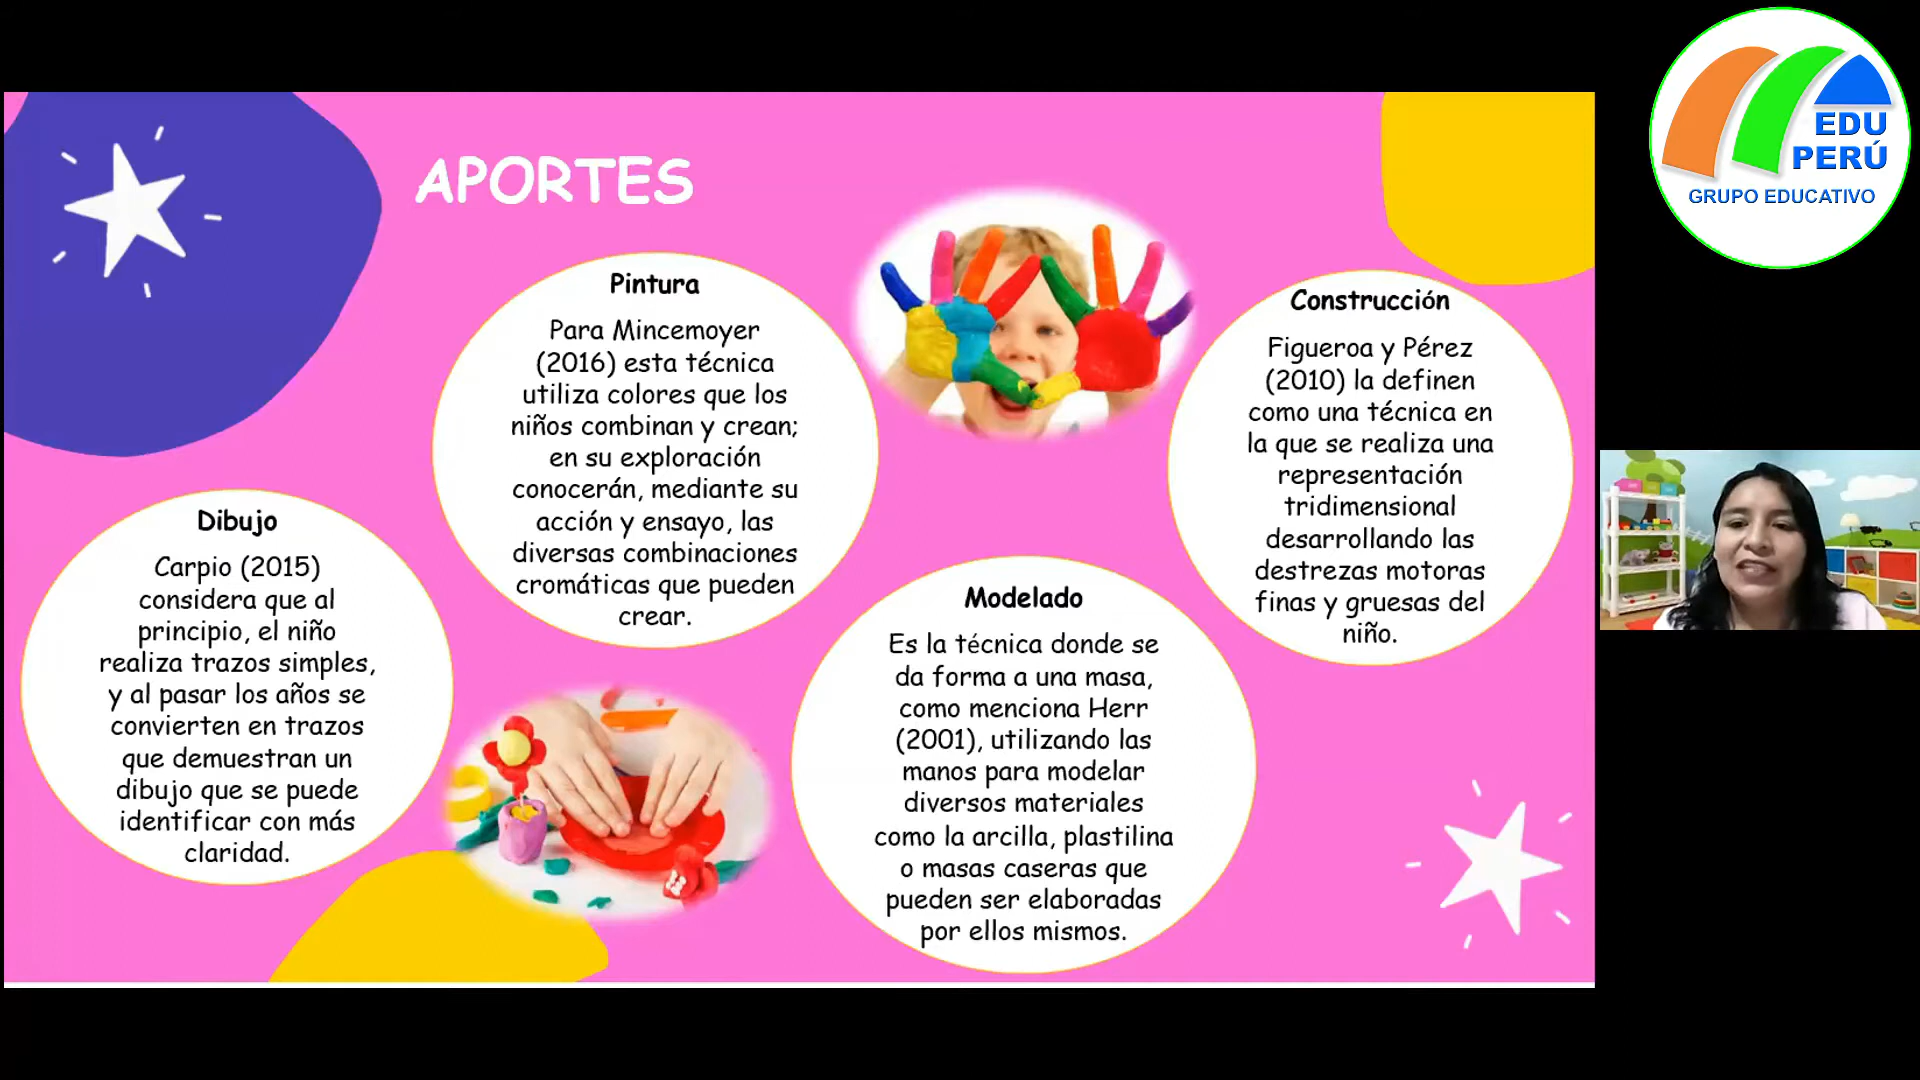 APORTES
Dibujo
Carpio (2015)
considera que al
principio, el niño
realiza trazos simples,
y al pasar los años se
convierten en trazos
que demuestran un
dibujo que se puede
identificar con más
claridad.
Pintura
Para Mincemoyer
(2016) esta técnica
utiliza colores que los
niños combinan y crean;
en su exploración
conocerán, mediante su
acción y ensayo, las
diversas combinaciones
cromáticas que pueden
crear.
Modelado
Es la técnica donde se
da forma a una masa,
como menciona Herr
(2001), utilizando las
manos para modelar
diversos materiales
como la arcilla, plastilina
o masas caseras que
pueden ser elaboradas
por ellos mismos.
Construcción
Figueroa y Pérez
(2010) la definen
como una técnica en
la que se realiza una
representación
tridimensional
desarrollando las
destrezas motoras
finas y gruesas del
niño.
EDU
PERÚ
GRUPO EDUCATIVO